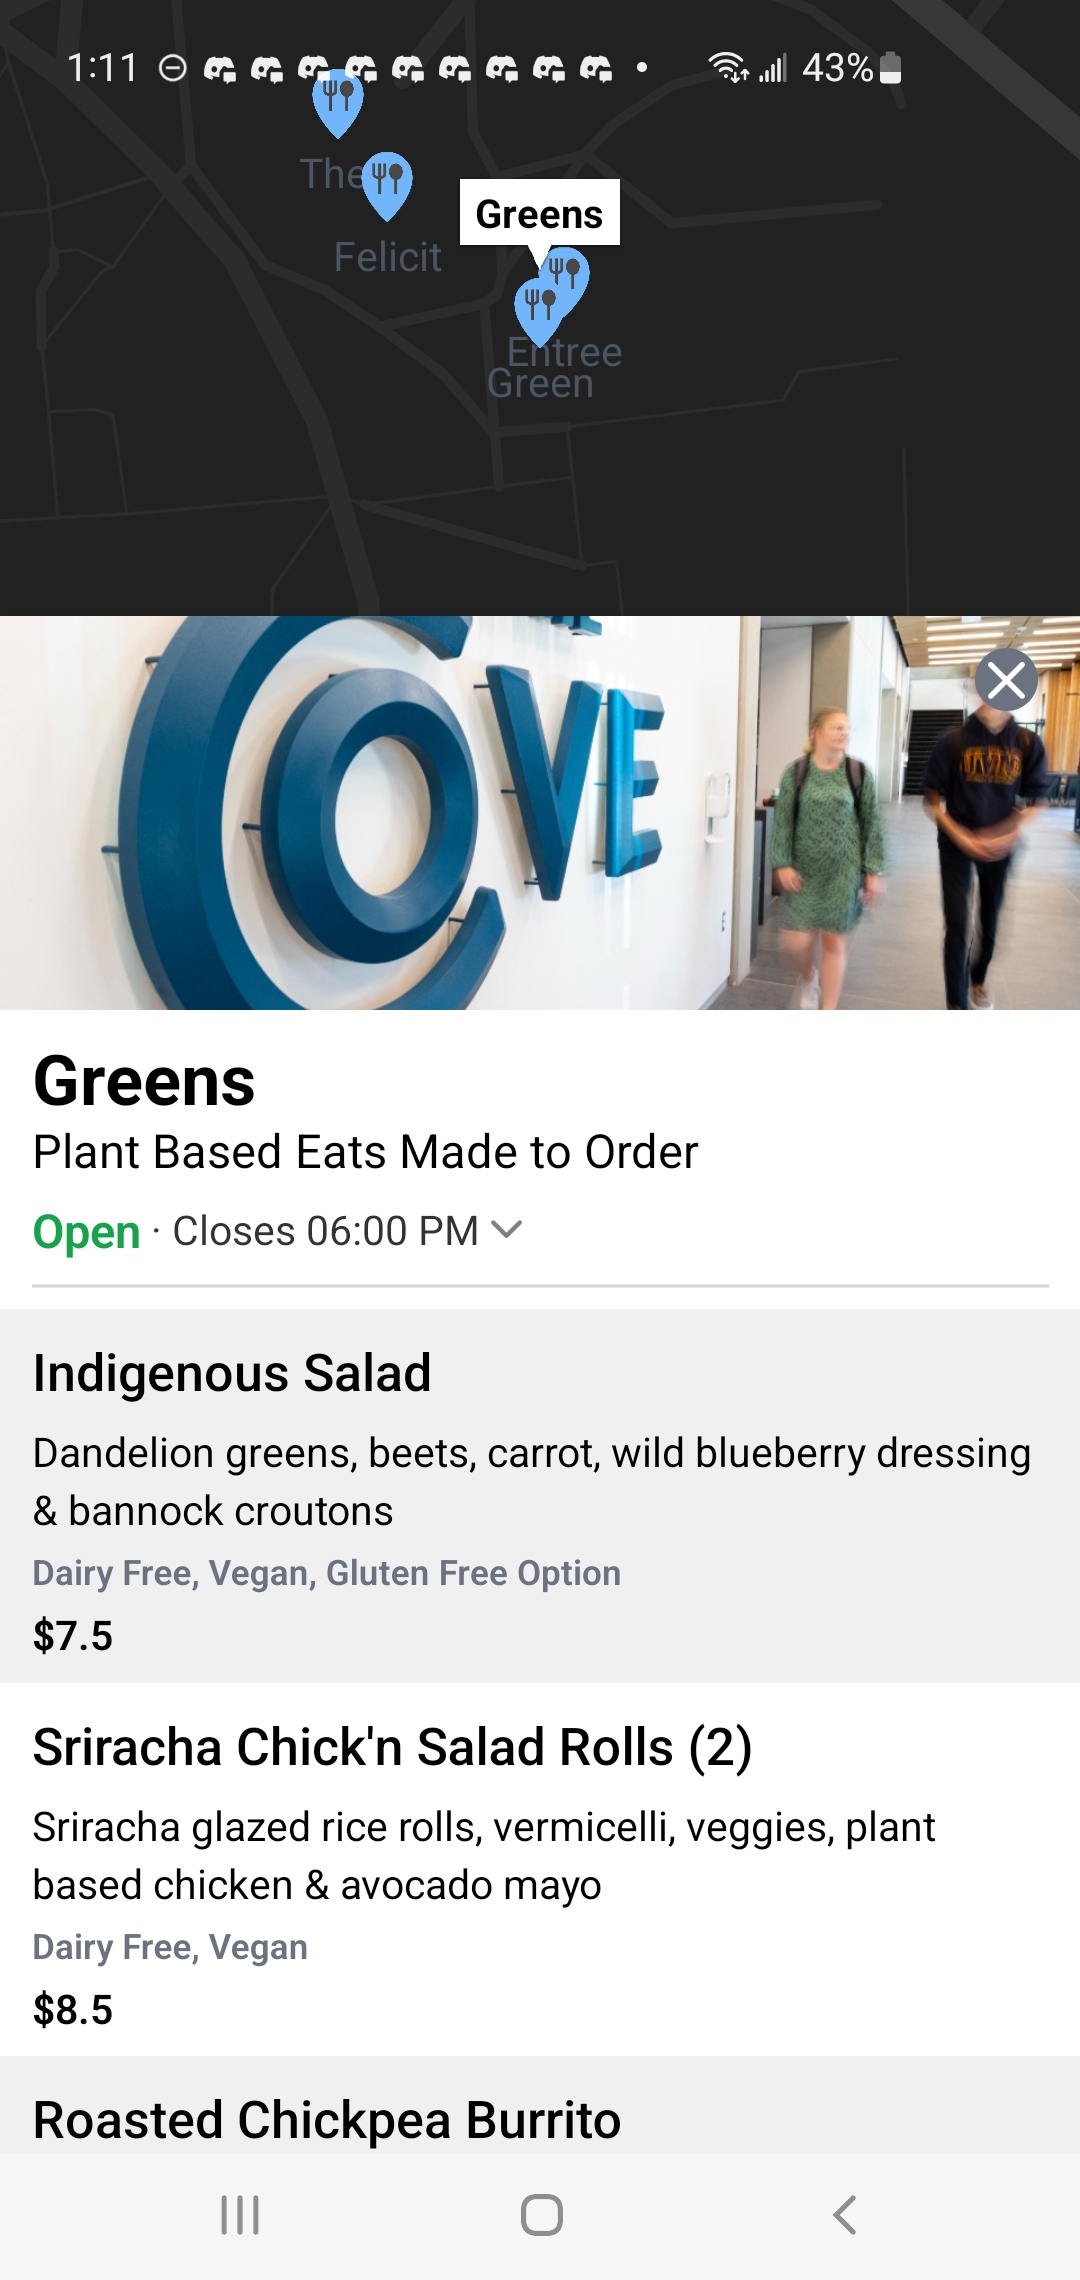 1:11
43%
The
Felicit
Greens
Entree
Green
OVE
Greens
Plant Based Eats Made to Order
Open · Closes 06:00 PM
Indigenous Salad
Dandelion greens, beets, carrot, wild blueberry dressing
& bannock croutons
Dairy Free, Vegan, Gluten Free Option
$7.5
Sriracha Chick'n Salad Rolls (2)
Sriracha glazed rice rolls, vermicelli, veggies, plant
based chicken & avocado mayo
Dairy Free, Vegan
$8.5
Roasted Chickpea Burrito